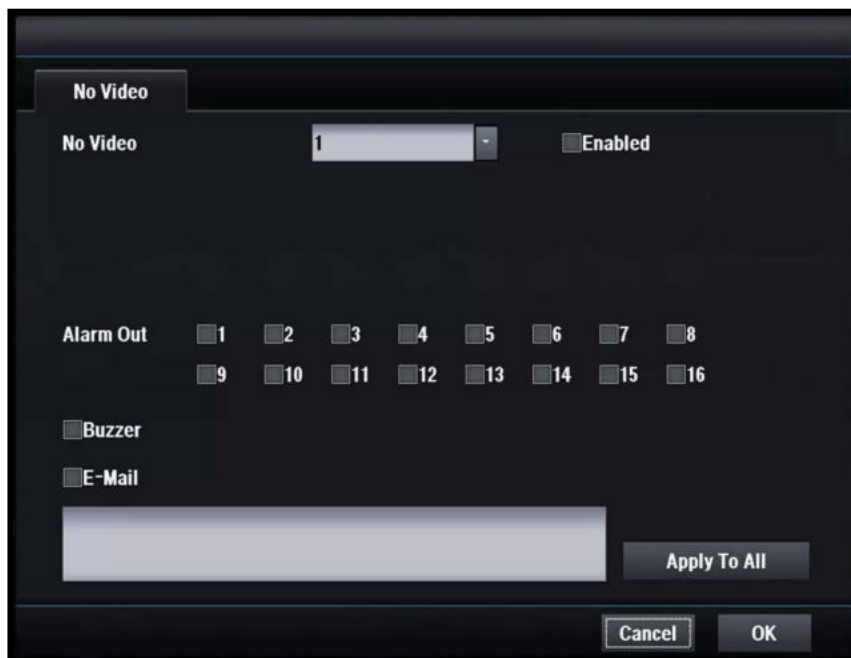 No Video
No Video 1 Enabled
Alarm Out 1 2 3 4 5 6 7 8
9 10 11 12 13 14 15 16
Buzzer
E-Mail
Apply To All
Cancel OK